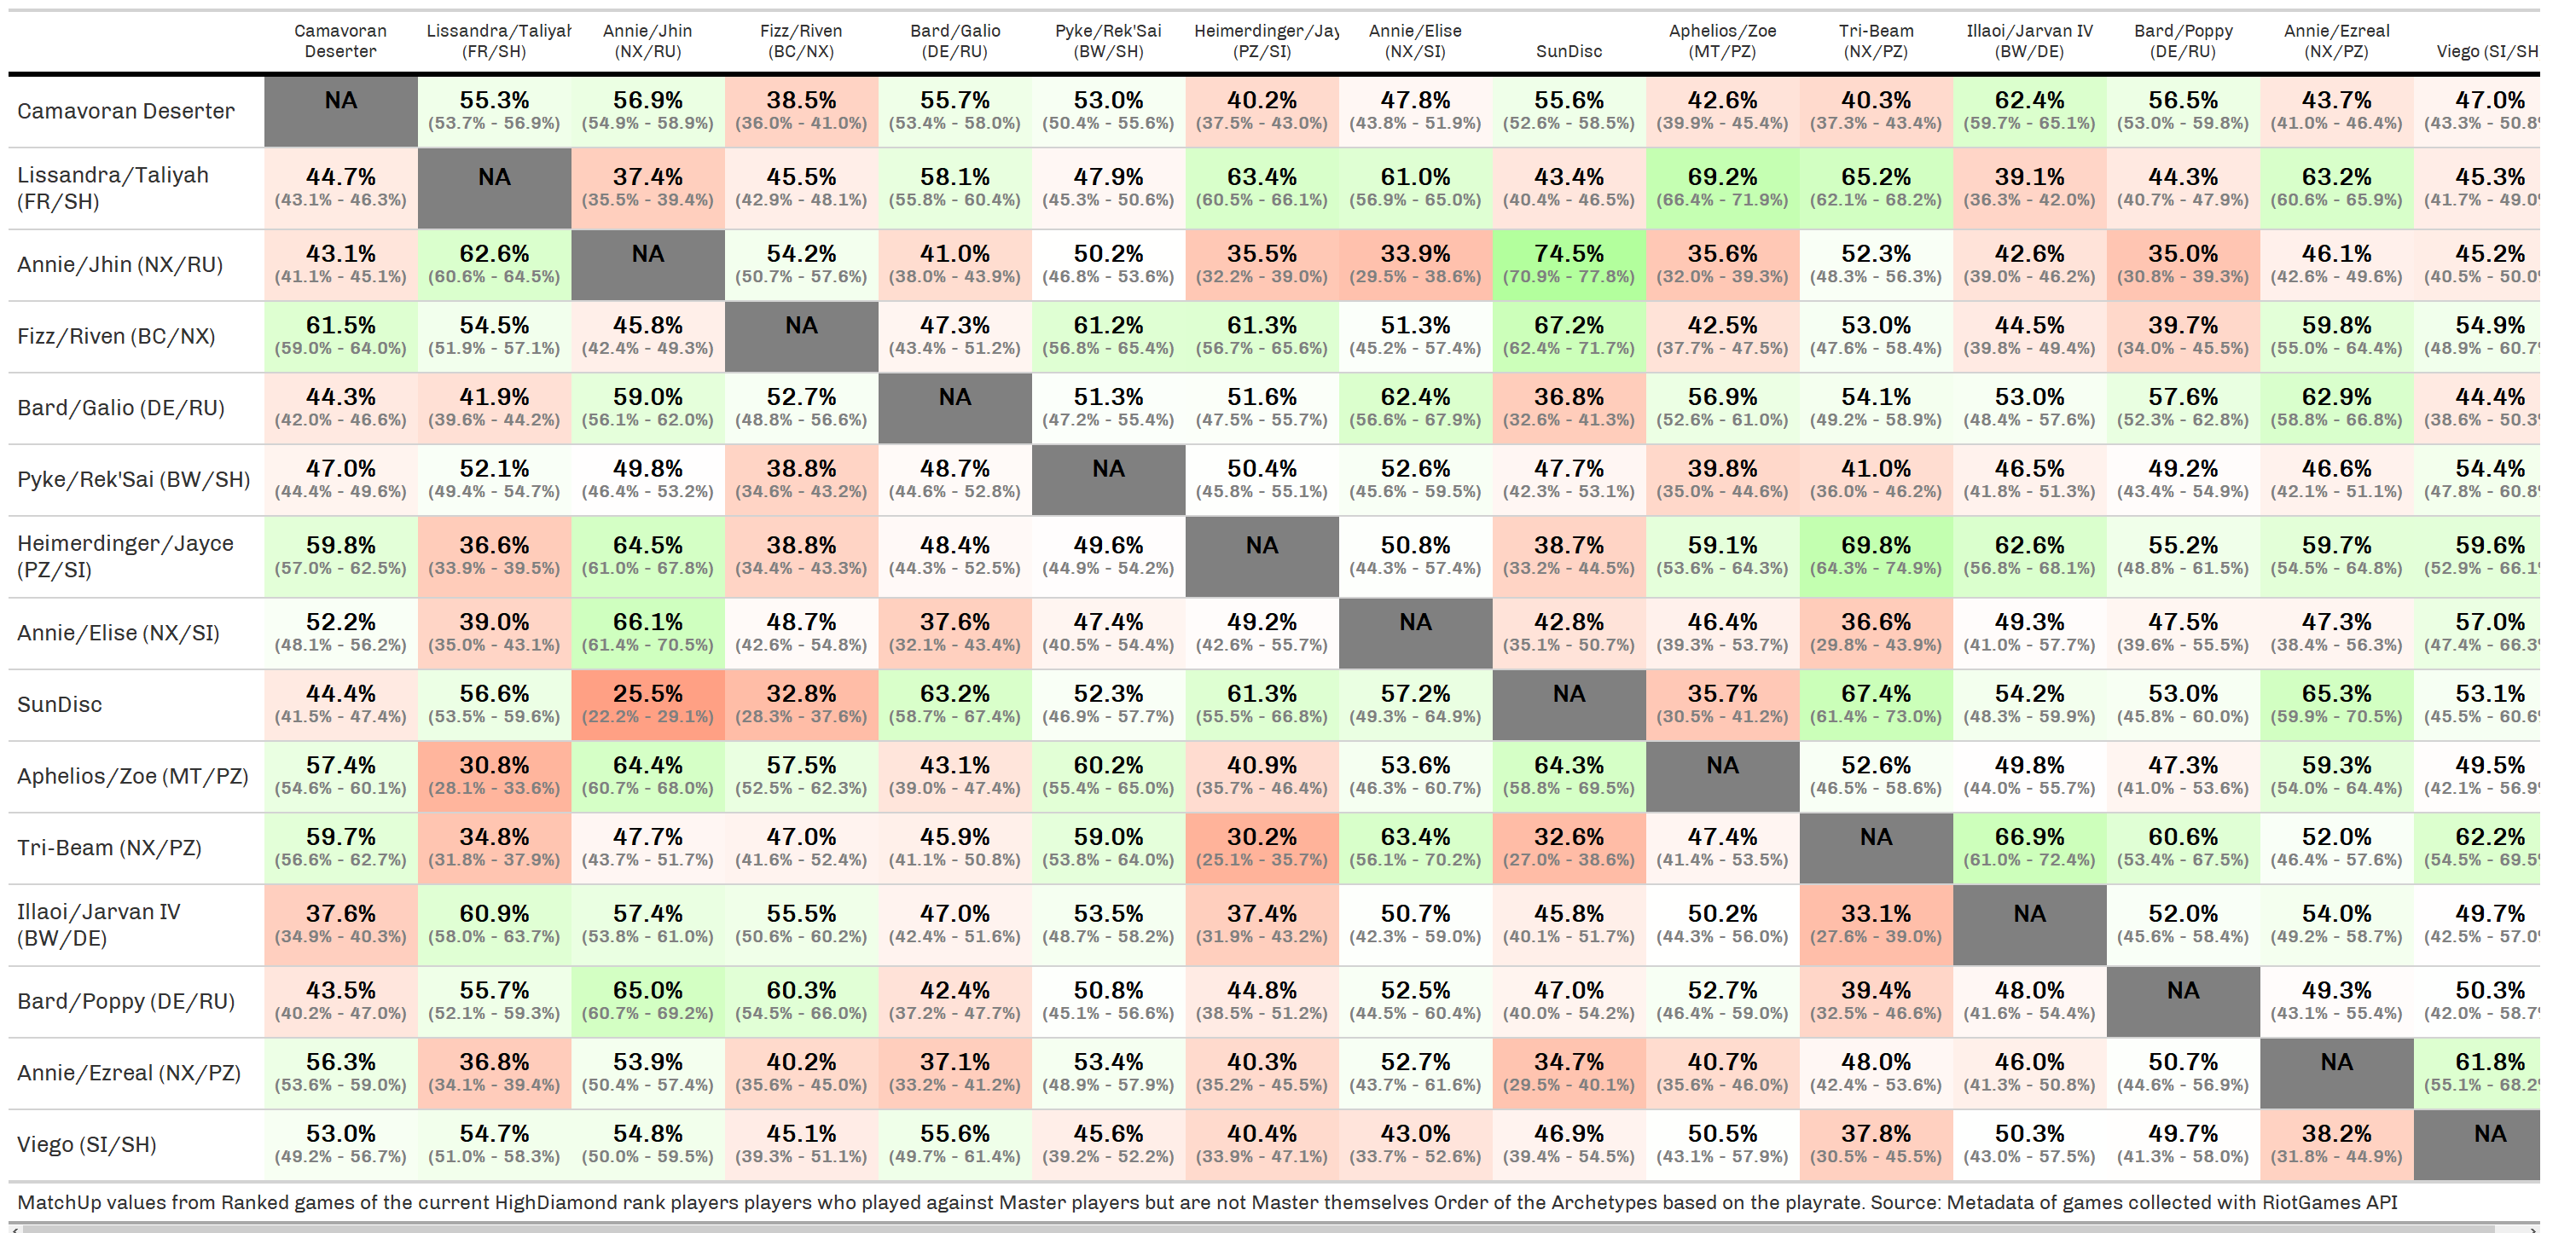 Camavoran Deserter Lissandra/Taliyah (FR/SH) Annie/Jhin (NX/RU) Fizz/Riven (BC/NX) Bard/Galio (DE/RU) Pyke/Rek'Sai (BW/SH) Heimerdinger/Jay (PZ/SI) Annie/Elise (NX/SI) SunDisc Aphelios/Zoe (MT/PZ) Tri-Beam (NX/PZ) Illaoi/Jarvan IV (BW/DE) Bard/Poppy (DE/RU) Annie/Ezreal (NX/PZ) Viego (SI/SH
Camavoran Deserter NA 55.3% 56.9% 38.5% 55.7% 53.0% 40.2% 47.8% 55.6% 42.6% 40.3% 62.4% 56.5% 43.7% 47.0%
(53.7% - 56.9%) (54.9% - 58.9%) (36.0% - 41.0%) (53.4% - 58.0%) (50.4% - 55.6%) (37.5% - 43.0%) (43.8% - 51.9%) (52.6% - 58.5%) (39.9% - 45.4%) (37.3% - 43.4%) (59.7% - 65.1%) (53.0% - 59.8%) (41.0% - 46.4%) (43.3% - 50.8%
Lissandra/Taliyah (FR/SH) 44.7% NA 37.4% 45.5% 58.1% 47.9% 63.4% 61.0% 43.4% 69.2% 65.2% 39.1% 44.3% 63.2% 45.3%
(43.1% - 46.3%) (35.5% - 39.4%) (42.9% - 48.1%) (55.8% - 60.4%) (45.3% - 50.6%) (60.5% - 66.1%) (56.9% - 65.0%) (40.4% - 46.5%) (66.4% - 71.9%) (62.1% - 68.2%) (36.3% - 42.0%) (40.7% - 47.9%) (60.6% - 65.9%) (41.7% - 49.0
Annie/Jhin (NX/RU) 43.1% 62.6% NA 54.2% 41.0% 50.2% 35.5% 33.9% 74.5% 35.6% 52.3% 42.6% 35.0% 46.1% 45.2%
(41.1% - 45.1%) (60.6% - 64.5%) (50.7% - 57.6%) (38.0% - 43.9%) (46.8% - 53.6%) (32.2% - 39.0%) (29.5% - 38.6%) (70.9% - 77.8%) (32.0% - 39.3%) (48.3% - 56.3%) (39.0% - 46.2%) (30.8% - 39.3%) (42.6% - 49.6%) (40.5% - 50.0
Fizz/Riven (BC/NX) 61.5% 54.5% 45.8% NA 47.3% 61.2% 61.3% 51.3% 67.2% 42.5% 53.0% 44.5% 39.7% 59.8% 54.9%
(59.0% - 64.0%) (51.9% - 57.1%) (42.4% - 49.3%) (43.4% - 51.2%) (56.8% - 65.4%) (56.7% - 65.6%) (45.2% - 57.4%) (62.4% - 71.7%) (37.7% - 47.5%) (47.6% - 58.4%) (39.8% - 49.4%) (34.0% - 45.5%) (55.0% - 64.4%) (48.9% - 60.7
Bard/Galio (DE/RU) 44.3% 41.9% 59.0% 52.7% NA 51.3% 51.6% 62.4% 36.8% 56.9% 54.1% 53.0% 57.6% 62.9% 44.4%
(42.0% - 46.6%) (39.6% - 44.2%) (56.1% - 62.0%) (48.8% - 56.6%) (47.2% - 55.4%) (47.5% - 55.7%) (56.6% - 67.9%) (32.6% - 41.3%) (52.6% - 61.0%) (49.2% - 58.9%) (48.4% - 57.6%) (52.3% - 62.8%) (58.8% - 66.8%) (38.6% - 50.3
Pyke/Rek'Sai (BW/SH) 47.0% 52.1% 49.8% 38.8% 48.7% NA 50.4% 52.6% 47.7% 39.8% 41.0% 46.5% 49.2% 46.6% 54.4%
(44.4% - 49.6%) (49.4% - 54.7%) (46.4% - 53.2%) (34.6% - 43.2%) (44.6% - 52.8%) (45.8% - 55.1%) (45.6% - 59.5%) (42.3% - 53.1%) (35.0% - 44.6%) (36.0% - 46.2%) (41.8% - 51.3%) (43.4% - 54.9%) (42.1% - 51.1%) (47.8% - 60.8
Heimerdinger/Jayce (PZ/SI) 59.8% 36.6% 64.5% 38.8% 48.4% 49.6% NA 50.8% 38.7% 59.1% 69.8% 62.6% 55.2% 59.7% 59.6%
(57.0% - 62.5%) (33.9% - 39.5%) (61.0% - 67.8%) (34.4% - 43.3%) (44.3% - 52.5%) (44.9% - 54.2%) (44.3% - 57.4%) (33.2% - 44.5%) (53.6% - 64.3%) (64.3% - 74.9%) (56.8% - 68.1%) (48.8% - 61.5%) (54.5% - 64.8%) (52.9% - 66.1
Annie/Elise (NX/SI) 52.2% 39.0% 66.1% 48.7% 37.6% 47.4% 49.2% NA 42.8% 46.4% 36.6% 49.3% 47.5% 47.3% 57.0%
(48.1% - 56.2%) (35.0% - 43.1%) (61.4% - 70.5%) (42.6% - 54.8%) (32.1% - 43.4%) (40.5% - 54.4%) (42.6% - 55.7%) (35.1% - 50.7%) (39.3% - 53.7%) (29.8% - 43.9%) (41.0% - 57.7%) (39.6% - 55.5%) (38.4% - 56.3%) (47.4% - 66.3
SunDisc 44.4% 56.6% 25.5% 32.8% 63.2% 52.3% 61.3% 57.2% NA 35.7% 67.4% 54.2% 53.0% 65.3% 53.1%
(41.5% - 47.4%) (53.5% - 59.6%) (22.2% - 29.1%) (28.3% - 37.6%) (58.7% - 67.4%) (46.9% - 57.7%) (55.5% - 66.8%) (49.3% - 64.9%) (30.5% - 41.2%) (61.4% - 73.0%) (48.3% - 59.9%) (45.8% - 60.0%) (59.9% - 70.5%) (45.5% - 60.6
Aphelios/Zoe (MT/PZ) 57.4% 30.8% 64.4% 57.5% 43.1% 60.2% 40.9% 53.6% 64.3% NA 52.6% 49.8% 47.3% 59.3% 49.5%
(54.6% - 60.1%) (28.1% - 33.6%) (60.7% - 68.0%) (52.5% - 62.3%) (39.0% - 47.4%) (55.4% - 65.0%) (35.7% - 46.4%) (46.3% - 60.7%) (58.8% - 69.5%) (46.5% - 58.6%) (44.0% - 55.7%) (41.0% - 53.6%) (54.0% - 64.4%) (42.1% - 56.9
Tri-Beam (NX/PZ) 59.7% 34.8% 47.7% 47.0% 45.9% 59.0% 30.2% 63.4% 32.6% 47.4% NA 66.9% 60.6% 52.0% 62.2%
(56.6% - 62.7%) (31.8% - 37.9%) (43.7% - 51.7%) (41.6% - 52.4%) (41.1% - 50.8%) (53.8% - 64.0%) (25.1% - 35.7%) (56.1% - 70.2%) (27.0% - 38.6%) (41.4% - 53.5%) (61.0% - 72.4%) (53.4% - 67.5%) (46.4% - 57.6%) (54.5% - 69.5
Illaoi/Jarvan IV (BW/DE) 37.6% 60.9% 57.4% 55.5% 47.0% 53.5% 37.4% 50.7% 45.8% 50.2% 33.1% NA 52.0% 54.0% 49.7%
(34.9% - 40.3%) (58.0% - 63.7%) (53.8% - 61.0%) (50.6% - 60.2%) (42.4% - 51.6%) (48.7% - 58.2%) (31.9% - 43.2%) (42.3% - 59.0%) (40.1% - 51.7%) (44.3% - 56.0%) (27.6% - 39.0%) (45.6% - 58.4%) (49.2% - 58.7%) (42.5% - 57.0
Bard/Poppy (DE/RU) 43.5% 55.7% 65.0% 60.3% 42.4% 50.8% 44.8% 52.5% 47.0% 52.7% 39.4% 48.0% NA 49.3% 50.3%
(40.2% - 47.0%) (52.1% - 59.3%) (60.7% - 69.2%) (54.5% - 66.0%) (37.2% - 47.7%) (45.1% - 56.6%) (38.5% - 51.2%) (44.5% - 60.4%) (40.0% - 54.2%) (46.4% - 59.0%) (32.5% - 46.6%) (41.6% - 54.4%) (43.1% - 55.4%) (42.0% - 58.7
Annie/Ezreal (NX/PZ) 56.3% 36.8% 53.9% 40.2% 37.1% 53.4% 40.3% 52.7% 34.7% 40.7% 48.0% 46.0% 50.7% NA 61.8%
(53.6% - 59.0%) (34.1% - 39.4%) (50.4% - 57.4%) (35.6% - 45.0%) (33.2% - 41.2%) (48.9% - 57.9%) (35.2% - 45.5%) (43.7% - 61.6%) (29.5% - 40.1%) (35.6% - 46.0%) (42.4% - 53.6%) (41.3% - 50.8%) (44.6% - 56.9%) (55.1% - 68.2
Viego (SI/SH) 53.0% 54.7% 54.8% 45.1% 55.6% 45.6% 40.4% 43.0% 46.9% 50.5% 37.8% 50.3% 49.7% 38.2% NA
(49.2% - 56.7%) (51.0% - 58.3%) (50.0% - 59.5%) (39.3% - 51.1%) (49.7% - 61.4%) (39.2% - 52.2%) (33.9% - 47.1%) (33.7% - 52.6%) (39.4% - 54.5%) (43.1% - 57.9%) (30.5% - 45.5%) (43.0% - 57.5%) (41.3% - 58.0%) (31.8% - 44.9%)
MatchUp values from Ranked games of the current HighDiamond rank players players who played against Master players but are not Master themselves Order of the Archetypes based on the playrate. Source: Metadata of games collected with RiotGames API